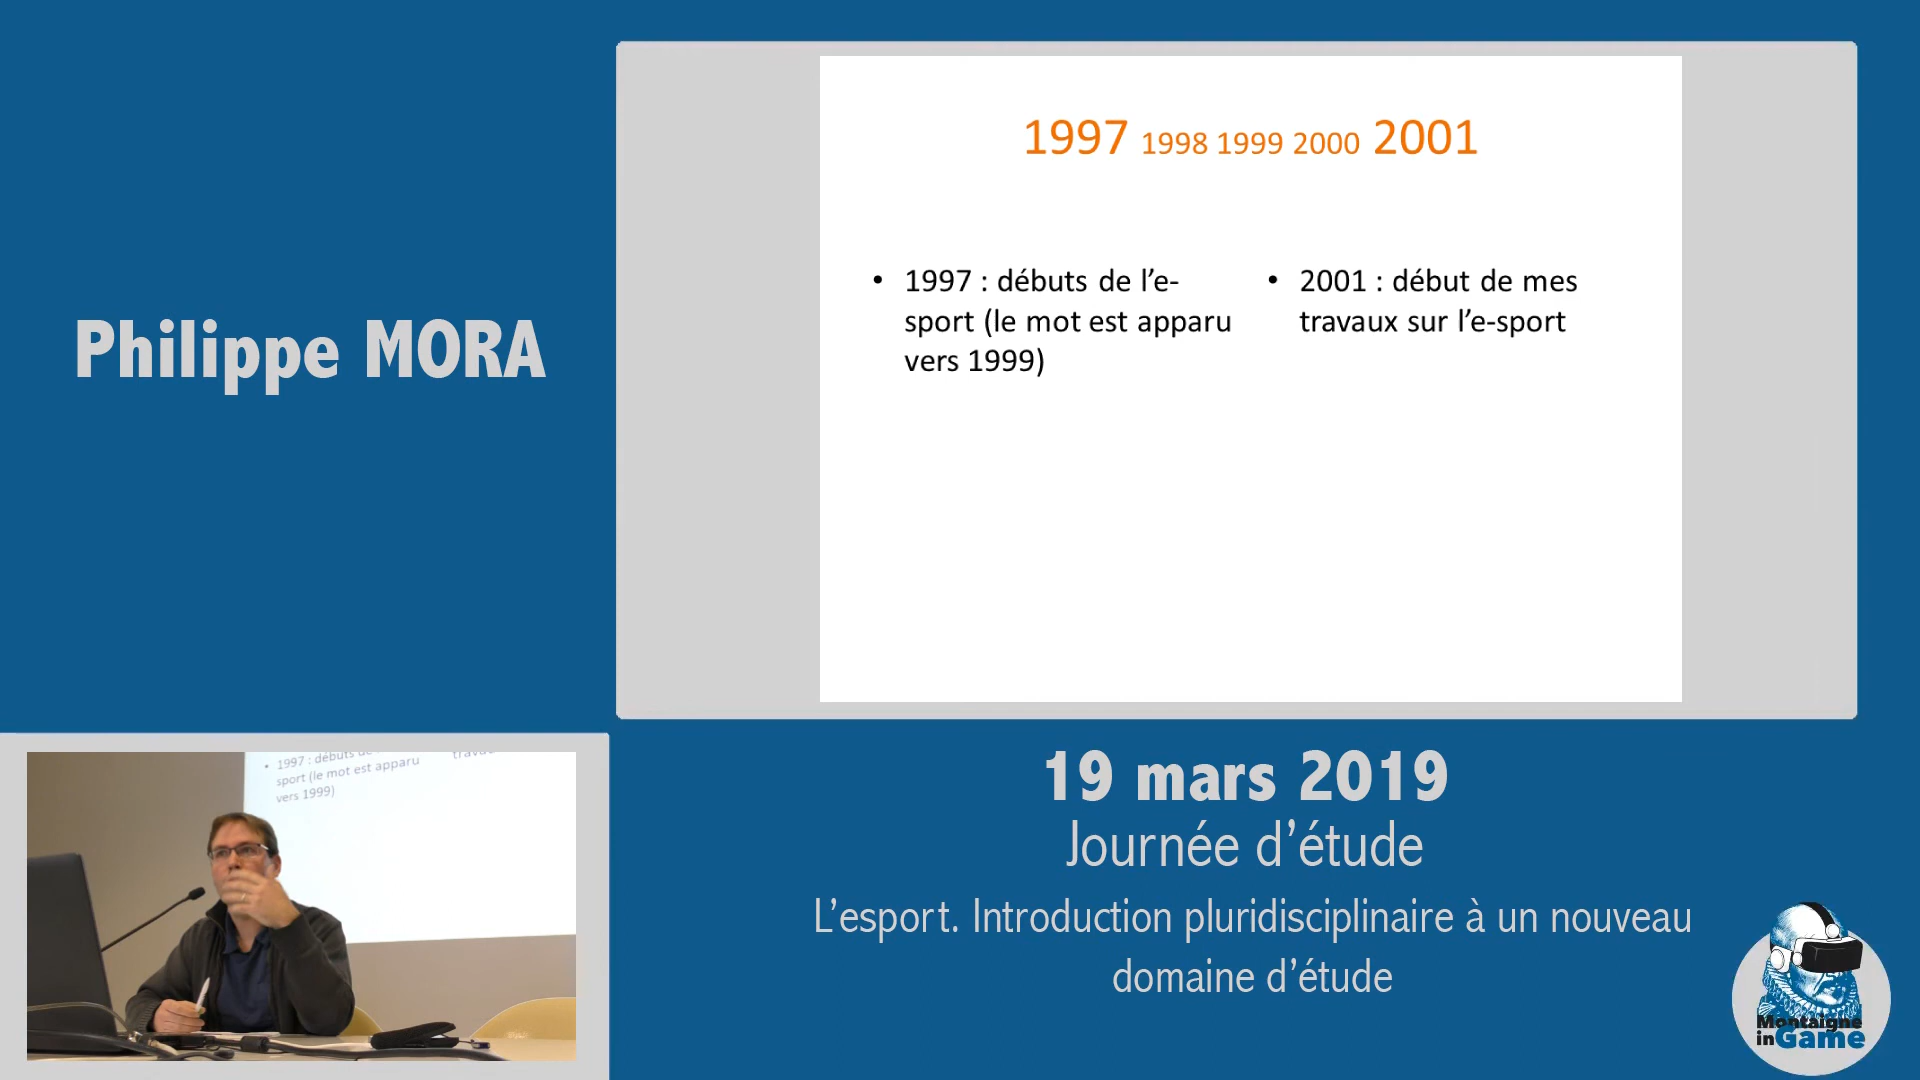 Philippe MORA
1997 1998 1999 2000 2001
• 1997 : débuts de l’e-
sport (le mot est apparu
vers 1999)
• 2001 : début de mes
travaux sur l’e-sport
• 1997 : débuts de
sport (le mot est apparu
vers 1999)
19 mars 2019
Journée d’étude
L’esport. Introduction pluridisciplinaire à un nouveau
domaine d’étude
Montaigne
inGame